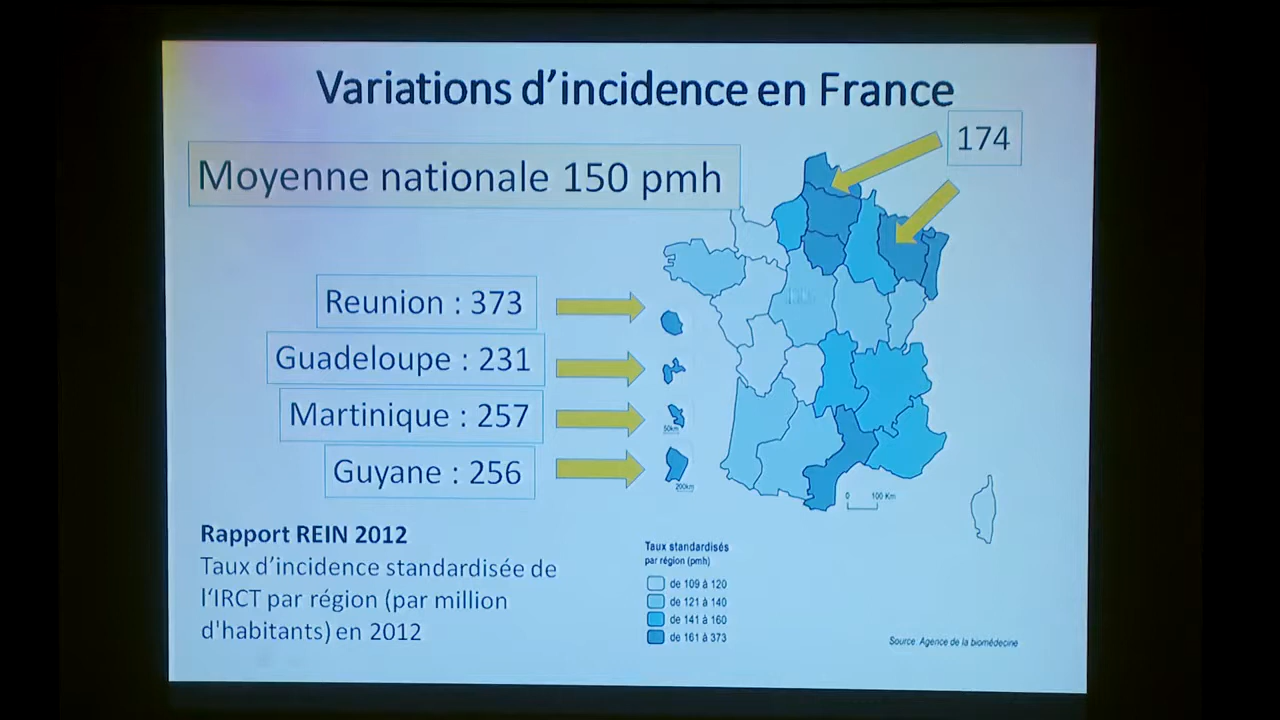 Variations d'incidence en France
174
Moyenne nationale 150 pmh
Reunion : 373
Guadeloupe : 231
Martinique : 257
50km
Guyane : 256
200km
0 100 Km
Rapport REIN 2012
Taux d'incidence standardisée de
l'IRCT par région (par million
d'habitants) en 2012
Taux standardisés
par région (pmh)
de 109 à 120
de 121 à 140
de 141 à 160
de 161 à 373
Source: Agence de la biomédecine